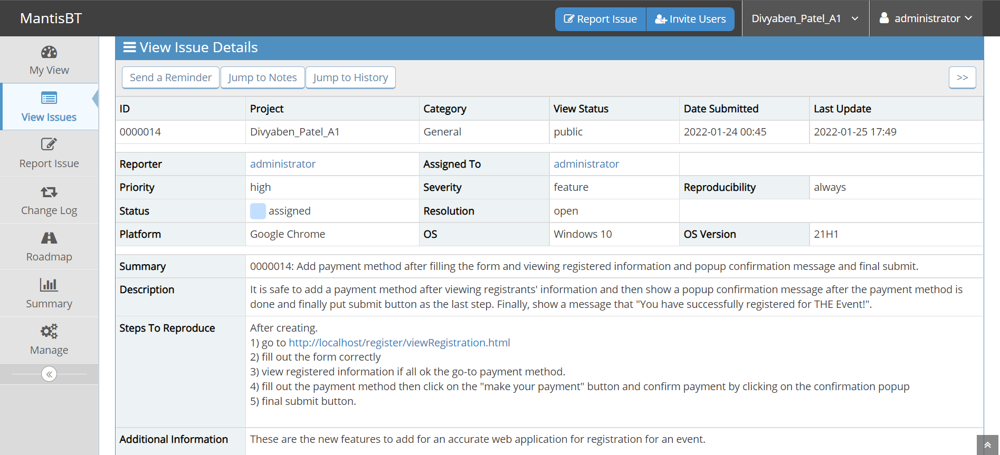 MantisBT
Report Issue
Invite Users
Divyaben_Patel_A1
administrator
My View
View Issues
Report Issue
Change Log
Roadmap
Summary
Manage
View Issue Details
Send a Reminder
Jump to Notes
Jump to History
>>
ID Project Category View Status Date Submitted Last Update
0000014 Divyaben_Patel_A1 General public 2022-01-24 00:45 2022-01-25 17:49
Reporter administrator Assigned To administrator
Priority high Severity feature Reproducibility always
Status assigned Resolution open
Platform Google Chrome OS Windows 10 OS Version 21H1
Summary 0000014: Add payment method after filling the form and viewing registered information and popup confirmation message and final submit.
Description It is safe to add a payment method after viewing registrants' information and then show a popup confirmation message after the payment method is
done and finally put submit button as the last step. Finally, show a message that "You have successfully registered for THE Event!".
Steps To Reproduce After creating.
1) go to http://localhost/register/viewRegistration.html
2) fill out the form correctly
3) view registered information if all ok the go-to payment method.
4) fill out the payment method then click on the "make your payment" button and confirm payment by clicking on the confirmation popup
5) final submit button.
Additional Information These are the new features to add for an accurate web application for registration for an event.